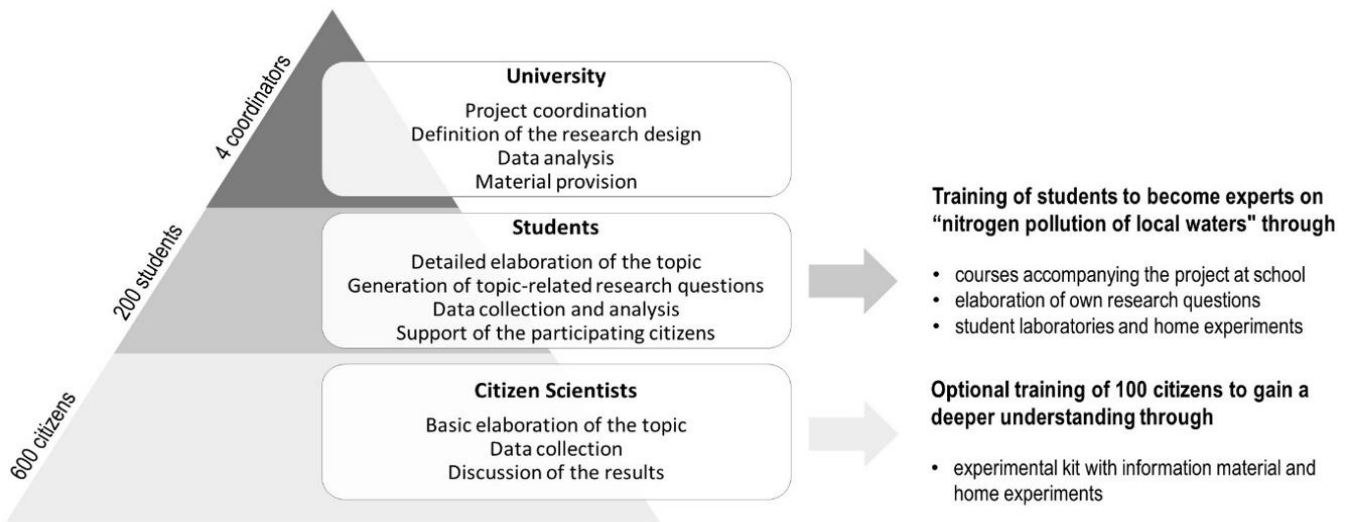 4 coordinators
University
Project coordination
Definition of the research design
Data analysis
Material provision
200 students
Students
Detailed elaboration of the topic
Generation of topic-related research questions
Data collection and analysis
Support of the participating citizens
Training of students to become experts on
“nitrogen pollution of local waters" through
• courses accompanying the project at school
• elaboration of own research questions
• student laboratories and home experiments
600 citizens
Citizen Scientists
Basic elaboration of the topic
Data collection
Discussion of the results
Optional training of 100 citizens to gain a
deeper understanding through
• experimental kit with information material and
home experiments